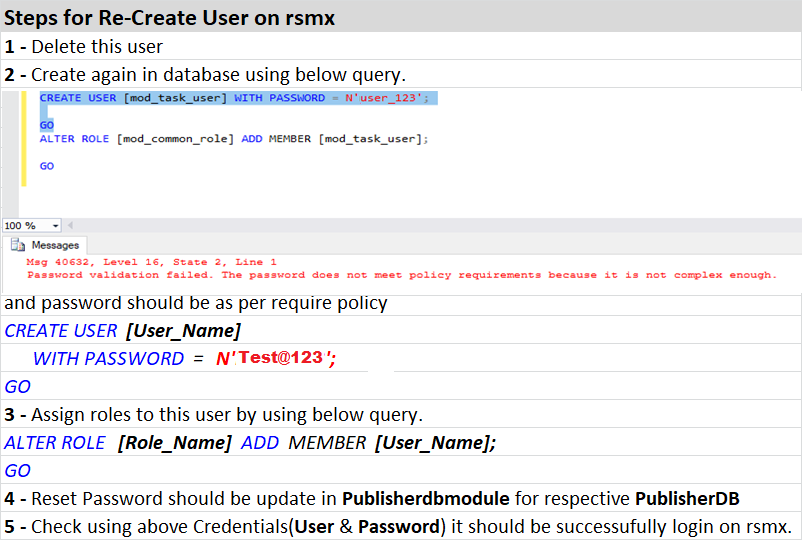 Steps for Re-Create User on rsmx
1 - Delete this user
2 - Create again in database using below query.
CREATE USER [mod_task_user] WITH PASSWORD = N'user_123';
GO
ALTER ROLE [mod_common_role] ADD MEMBER [mod_task_user];
GO
100 %
Messages
Msg 40632, Level 16, State 2, Line 1
Password validation failed. The password does not meet policy requirements because it is not complex enough.
and password should be as per require policy
CREATE USER [User_Name]
WITH PASSWORD = N'Test@123';
GO
3 - Assign roles to this user by using below query.
ALTER ROLE [Role_Name] ADD MEMBER [User_Name];
GO
4 - Reset Password should be update in Publisherdbmodule for respective PublisherDB
5 - Check using above Credentials(User & Password) it should be successufully login on rsmx.